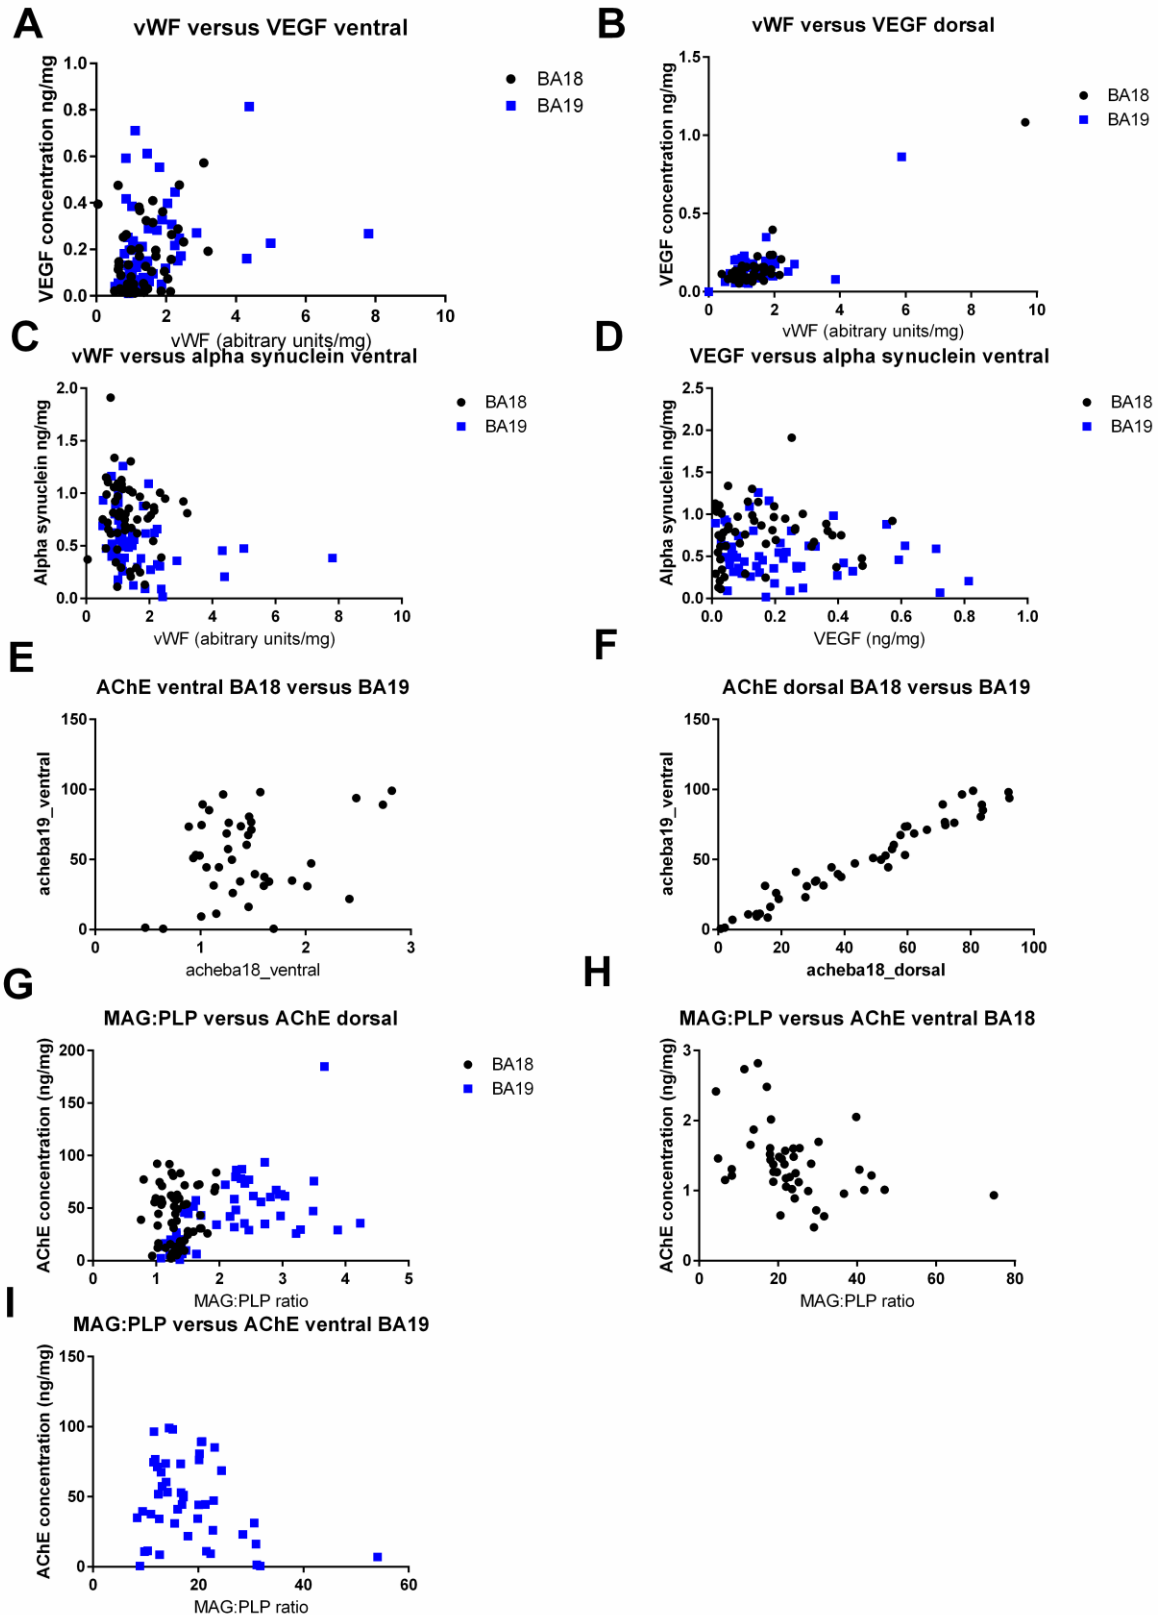 A
vWF versus VEGF ventral
VEGF concentration ng/mg
1.0
0.8
0.6
0.4
0.2
0.0
0 2 4 6 8 10
vWF (abitrary units/mg)
BA18
BA19
B
vWF versus VEGF dorsal
VEGF concentration ng/mg
1.5
1.0
0.5
0.0
0 2 4 6 8 10
vWF (abitrary units/mg)
BA18
BA19
C
vWF versus alpha synuclein ventral
Alpha synuclein ng/mg
2.0
1.5
1.0
0.5
0.0
0 2 4 6 8 10
vWF (abitrary units/mg)
BA18
BA19
D
VEGF versus alpha synuclein ventral
Alpha synuclein ng/mg
2.5
2.0
1.5
1.0
0.5
0.0
0.0 0.2 0.4 0.6 0.8 1.0
VEGF (ng/mg)
BA18
BA19
E
AChE ventral BA18 versus BA19
acheba19_ventral
150
100
50
0
0 1 2 3
acheba18_ventral
F
AChE dorsal BA18 versus BA19
acheba19_ventral
150
100
50
0
0 20 40 60 80 100
acheba18_dorsal
G
MAG:PLP versus AChE dorsal
AChE concentration (ng/mg)
200
150
100
50
0
0 1 2 3 4 5
MAG:PLP ratio
BA18
BA19
H
MAG:PLP versus AChE ventral BA18
AChE concentration (ng/mg)
3
2
1
0
0 20 40 60 80
MAG:PLP ratio
I
MAG:PLP versus AChE ventral BA19
AChE concentration (ng/mg)
150
100
50
0
0 20 40 60
MAG:PLP ratio